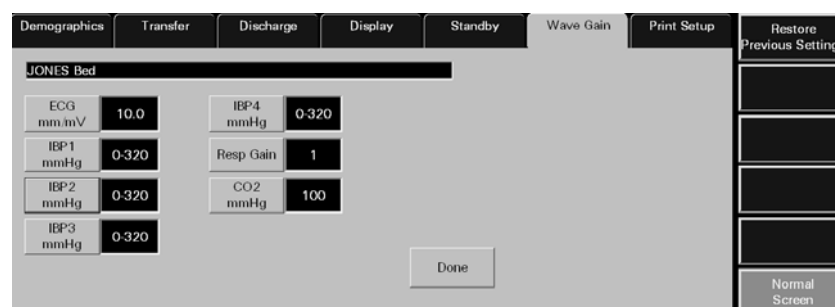 Demographics Transfer Discharge Display Standby Wave Gain Print Setup
Restore
Previous Setting
JONES Bed
ECG
mm/mV
10.0
IBP4
mmHg
0-320
IBP1
mmHg
0-320
Resp Gain
1
IBP2
mmHg
0-320
CO2
mmHg
100
IBP3
mmHg
0-320
Done
Normal
Screen